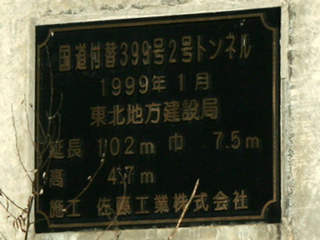 国道付替399号2号トンネル
1999年1月
東北地方建設局
延長 102m 巾 7.5m
高 4.7m
施工 佐藤工業株式会社